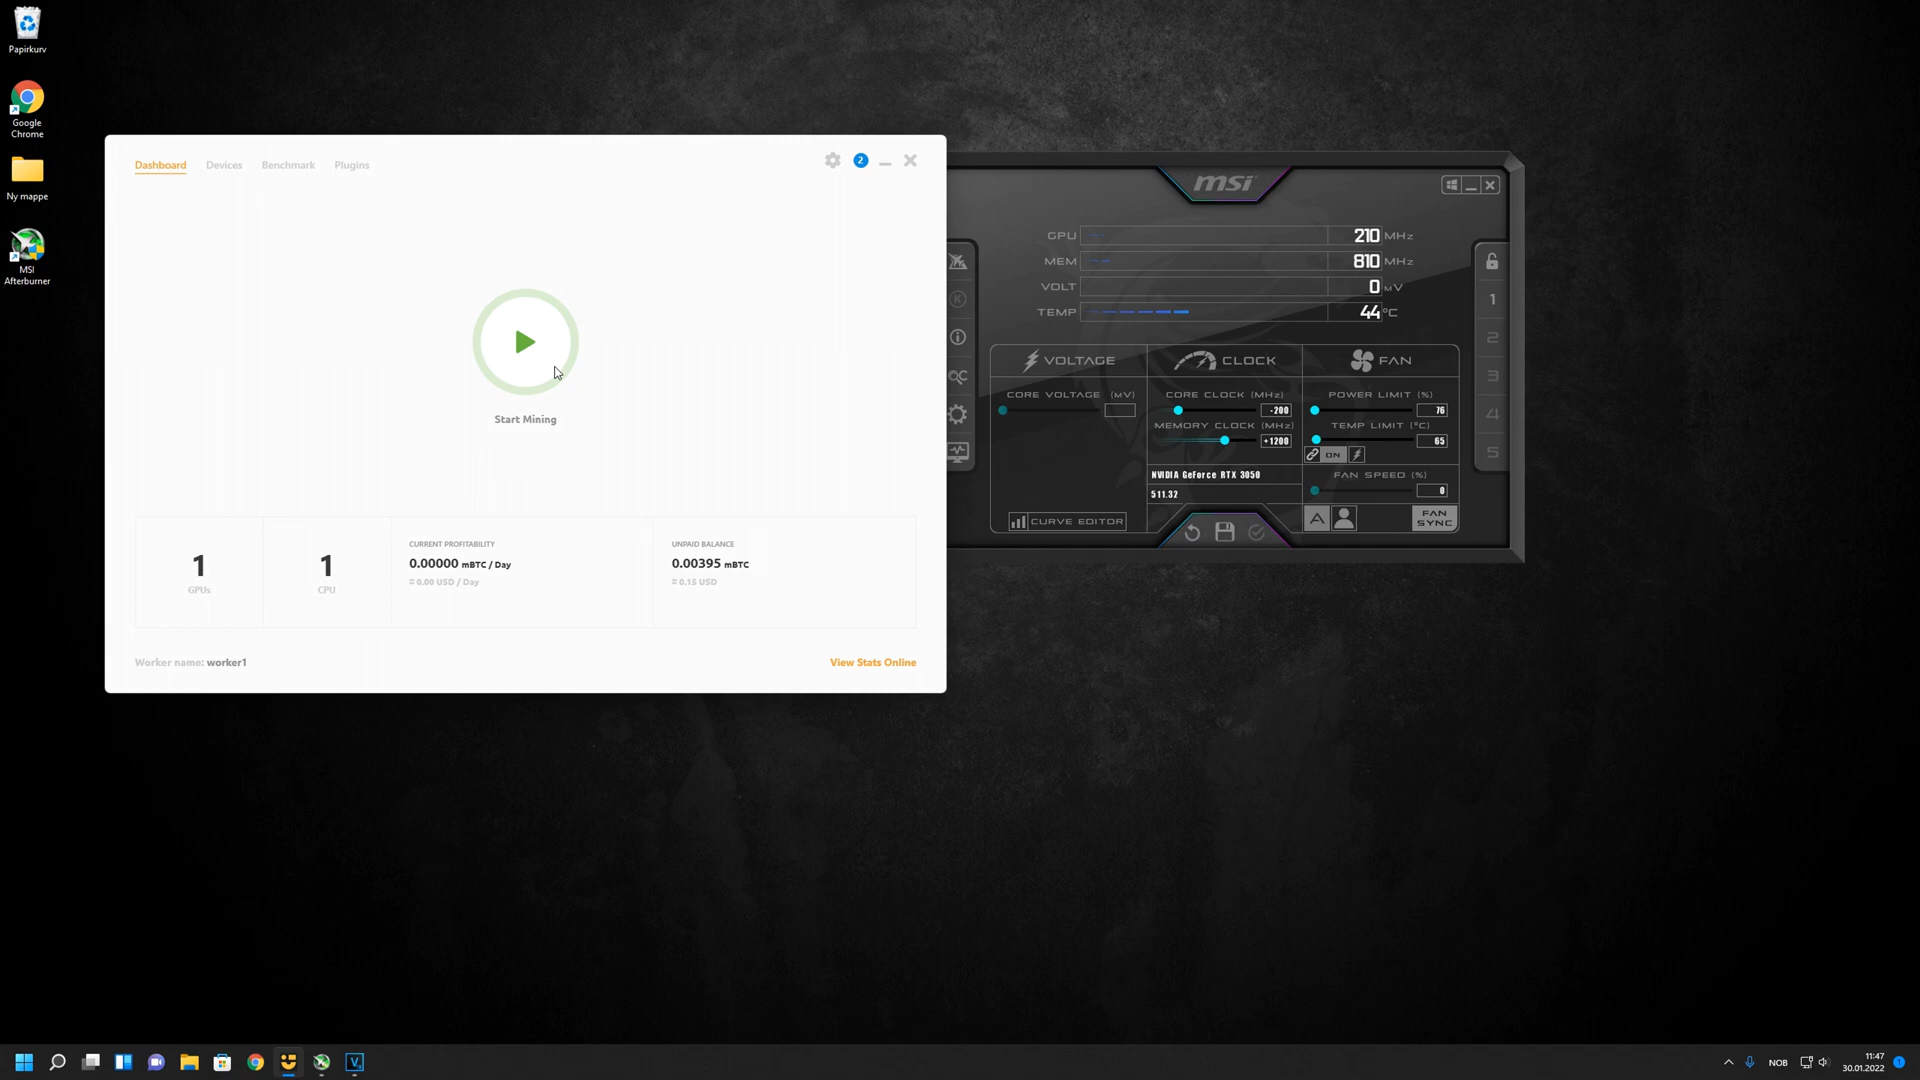 Papirkurv
Google
Chrome
Ny mappe
MSI
Afterburner
Dashboard
Devices
Benchmark
Plugins
2
Start Mining
1
GPUs
1
CPU
CURRENT PROFITABILITY
0.00000 mBTC / Day
= 0.00 USD / Day
UNPAID BALANCE
0.00395 mBTC
= 0.15 USD
Worker name: worker1
View Stats Online
msi
GPU 210 MHz
MEM 810 MHz
VOLT 0 MV
TEMP 44 °C
K
i
OC
1
2
3
4
5
VOLTAGE
CORE VOLTAGE (MV)
CURVE EDITOR
CLOCK
CORE CLOCK (MHz)
-200
MEMORY CLOCK (MHz)
+1200
NVIDIA GeForce RTX 3050
511.32
FAN
POWER LIMIT (%)
76
TEMP LIMIT (°C)
65
ON
FAN SPEED (%)
0
A
FAN
SYNC
V
NOB
11:47
30.01.2022
1